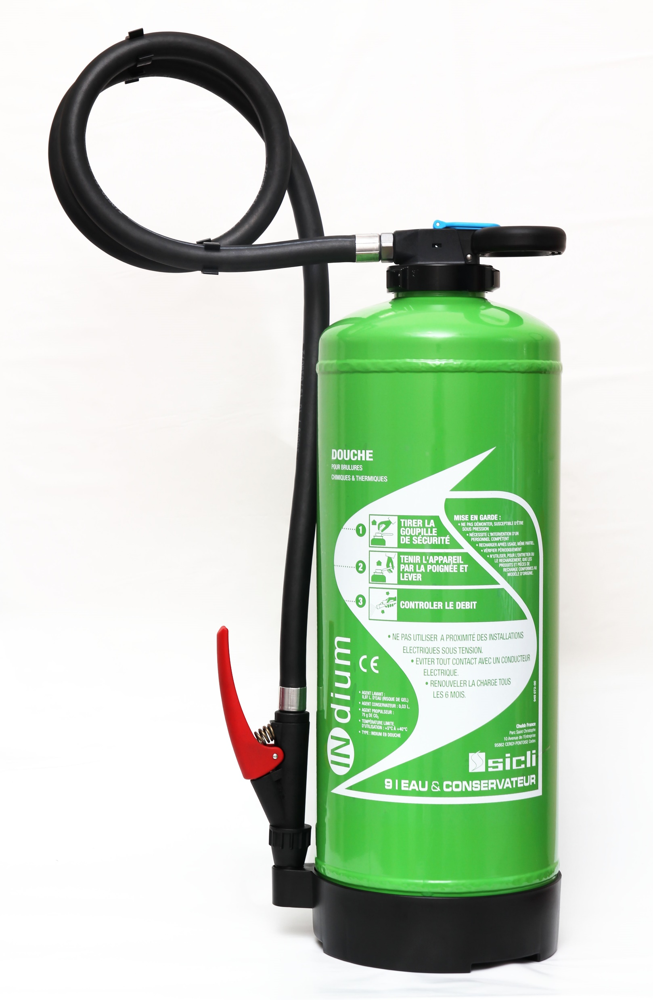 DOUCHE
POUR BRULURES
CHIMIQUES & THERMIQUES
1
TIRER LA
GOUPILLE
DE SÉCURITÉ
2
TENIR L'APPAREIL
PAR LA POIGNÉE ET
LEVER
3
CONTROLER LE DEBIT
MISE EN GARDE :
• NE PAS DÉMONTER, SUSCEPTIBLE D'ÊTRE
SOUS PRESSION
• NÉCESSITE L'INTERVENTION D'UN
PERSONNEL COMPÉTENT
• RECHARGER APRÈS USAGE, MÊME PARTIEL.
• VÉRIFIER PÉRIODIQUEMENT
• N'UTILISER, POUR L'ENTRETIEN OU
LE RECHARGEMENT, QUE LES
PRODUITS ET PIÈCES DE
RECHANGE CONFORMES AU
MODÈLE D'ORIGINE.
• NE PAS UTILISER A PROXIMITÉ DES INSTALLATIONS
ELECTRIQUES SOUS TENSION.
• EVITER TOUT CONTACT AVEC UN CONDUCTEUR
ELECTRIQUE.
• RENOUVELER LA CHARGE TOUS
LES 6 MOIS.
INdium
CE
• AGENT LAVANT :
8,97 L. D'EAU (RISQUE DE GEL)
• AGENT CONSERVATEUR : 0,03 L.
• AGENT PROPULSEUR :
75 g DE CO2
• TEMPÉRATURE LIMITE
D'UTILISATION : +5°C À +40°C
• TYPE : INDIUM E9 DOUCHE
949 073-00
Chubb France
Parc Saint Christophe
10 Avenue de l'Entreprise
95862 CERGY-PONTOISE Cedex
sicli
9 l EAU & CONSERVATEUR